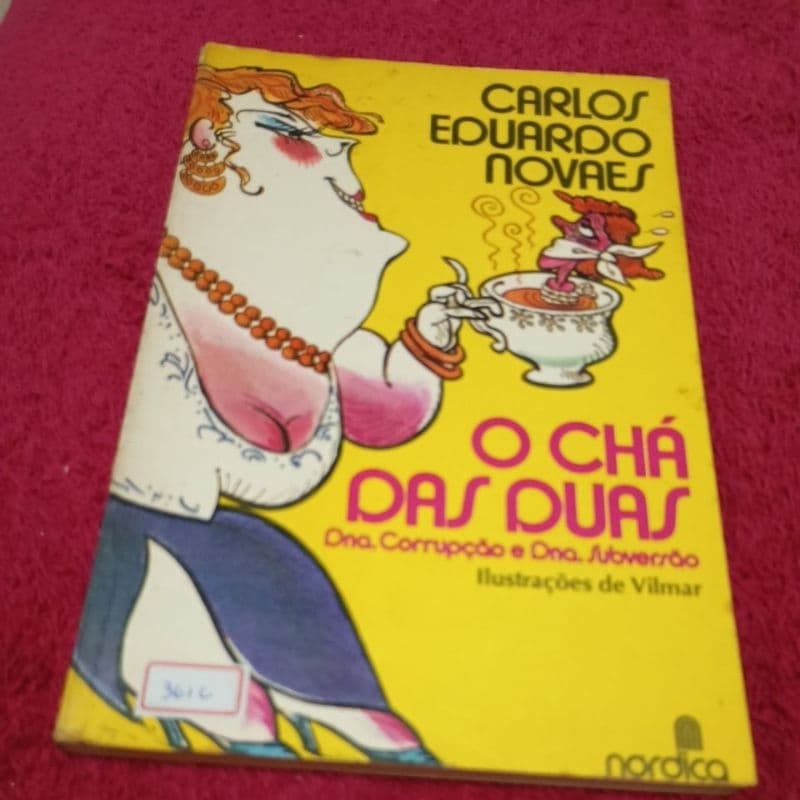 CARLOS
EDUARDO
NOVAES
O CHÁ
DAS DUAS
Dna. Corrupção e Dna. Subversão
Ilustrações de Vilmar
361c
nordica